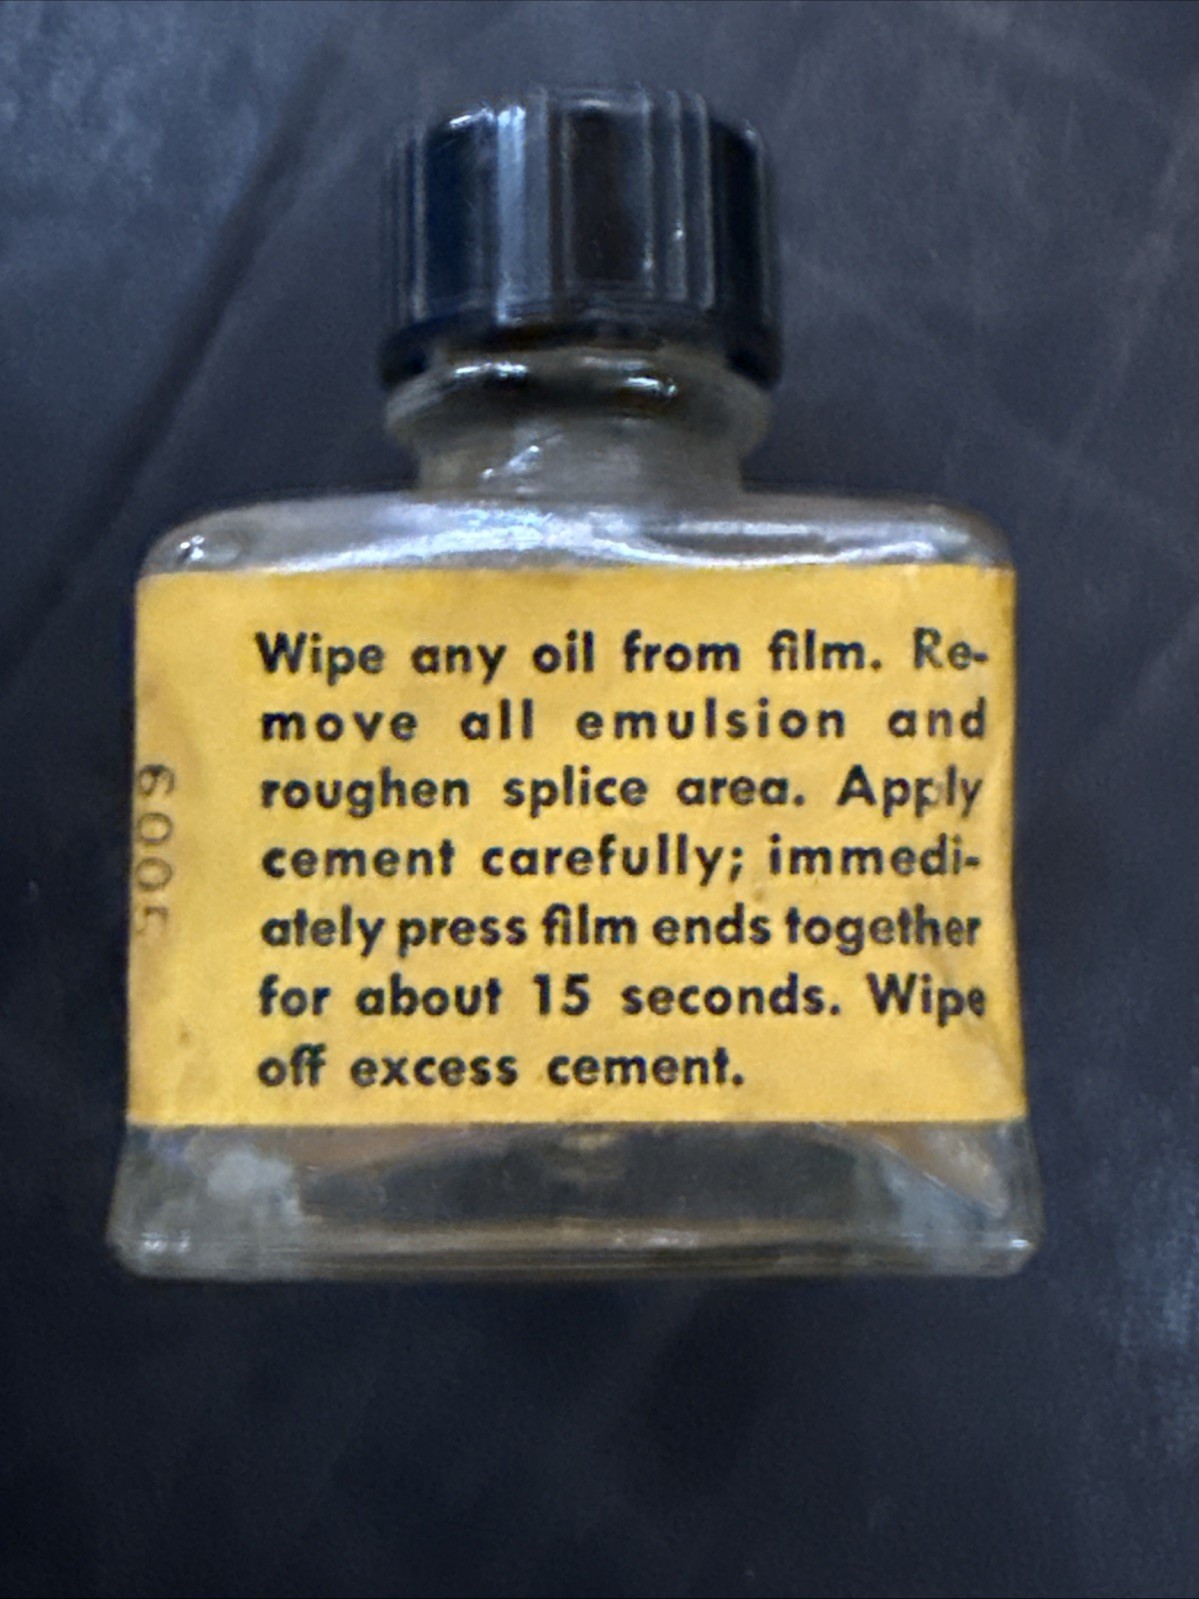 Wipe any oil from film. Re-
move all emulsion and
roughen splice area. Apply
cement carefully; immedi-
ately press film ends together
for about 15 seconds. Wipe
off excess cement.